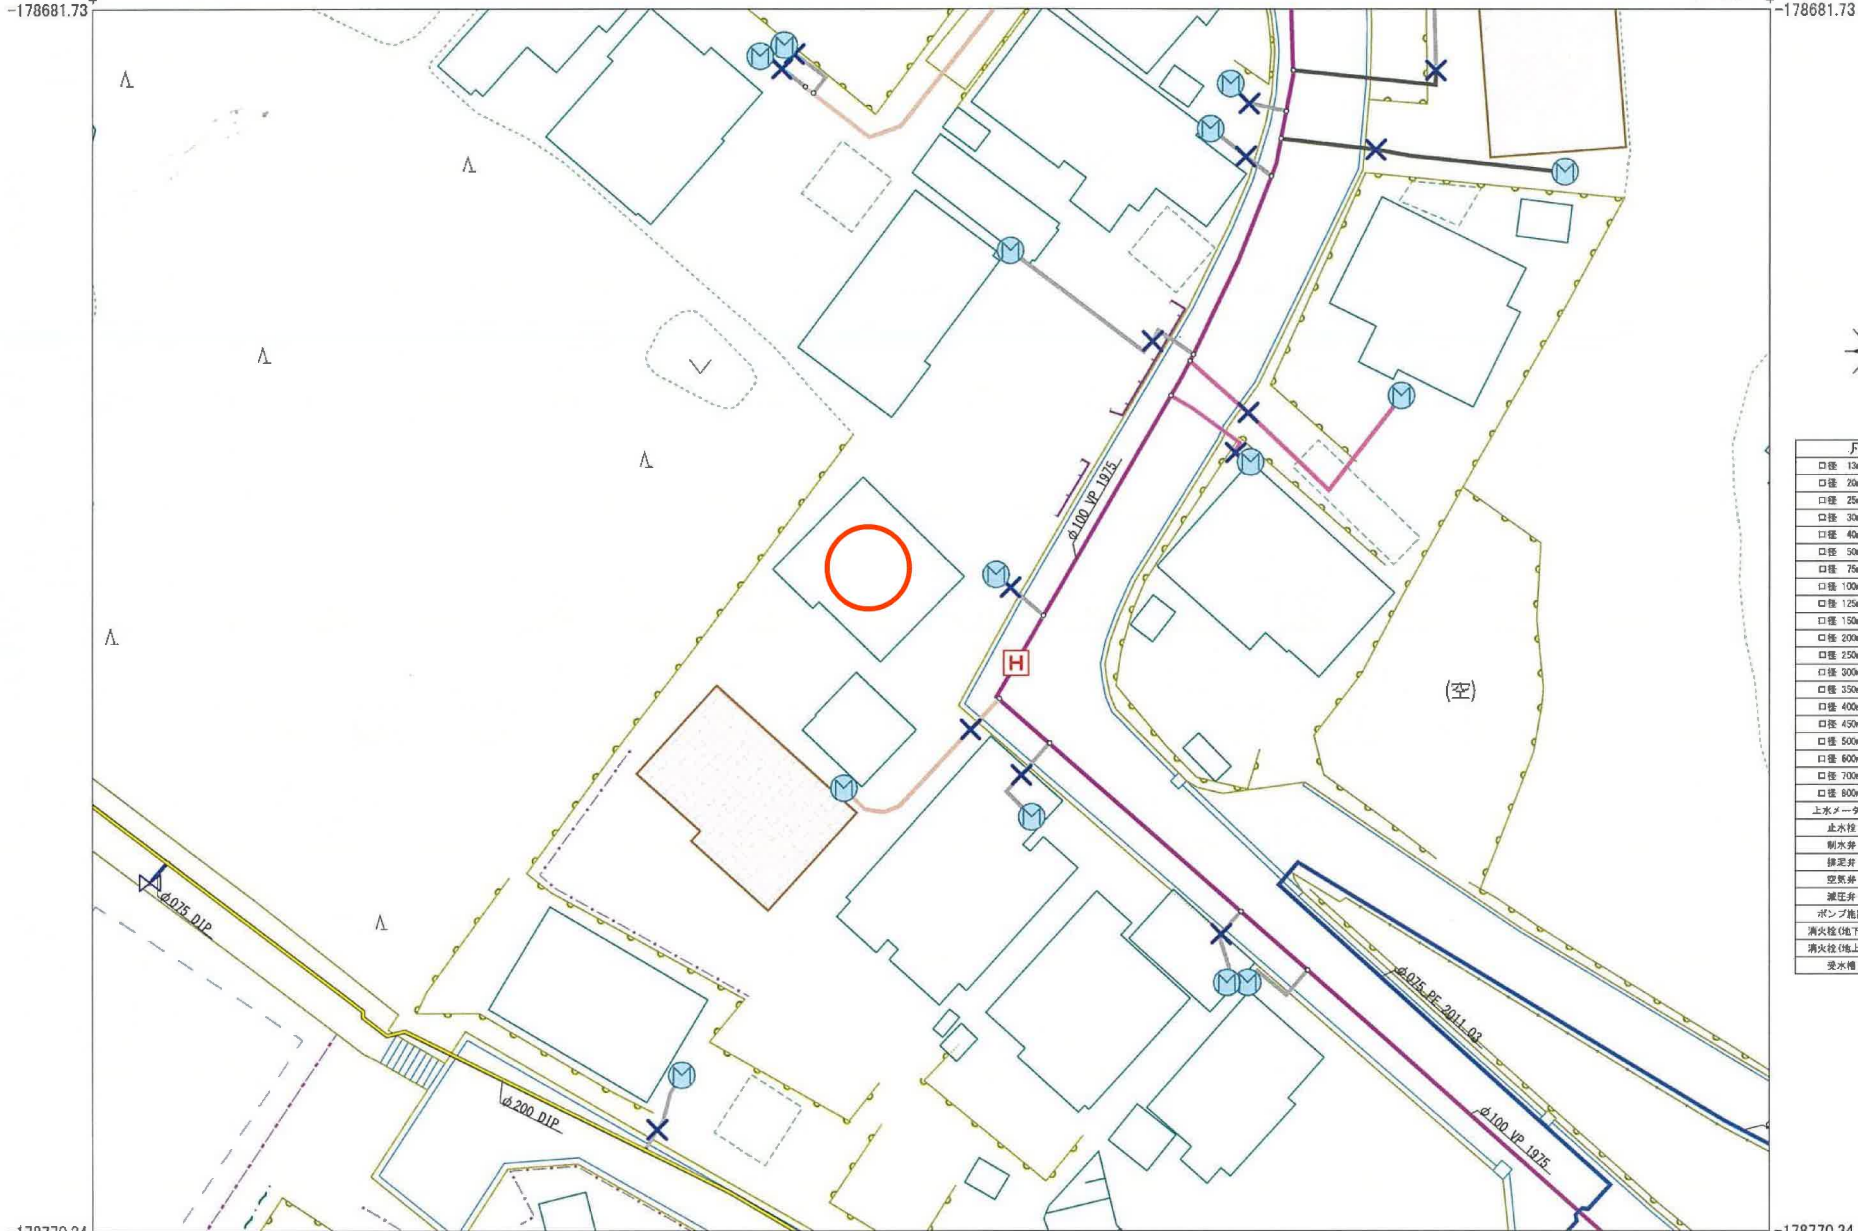 -178681.73
-178681.73
M
M
M
M
M
M
M
M
M
φ100 VP 1975
M
H
(空)
M
M
φ075 DIP
M M
φ075 PE 2011.03
M
φ200 DIP
φ100 VP 1975
口径 13
口径 20
口径 25
口径 30
口径 40
口径 50
口径 75
口径 100
口径 125
口径 150
口径 200
口径 250
口径 300
口径 350
口径 400
口径 450
口径 500
口径 600
口径 700
口径 800
上水メータ
止水栓
制水弁
排泥弁
空気弁
減圧弁
ポンプ施
消火栓(地下
消火栓(地上
受水槽